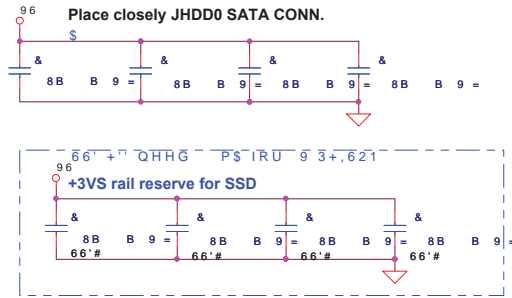 96
Place closely JHDD0 SATA CONN.
$
& & & &
8B B 9 = 8B B 9 = 8B B 9 = 8B B 9 =
66' +'' QHHG P$ IRU 9 3+,621
96
+3VS rail reserve for SSD
& & & &
8B B 9 = 8B B 9 = 8B B 9 = 8B B 9 =
66'# 66'# 66'# 66'#